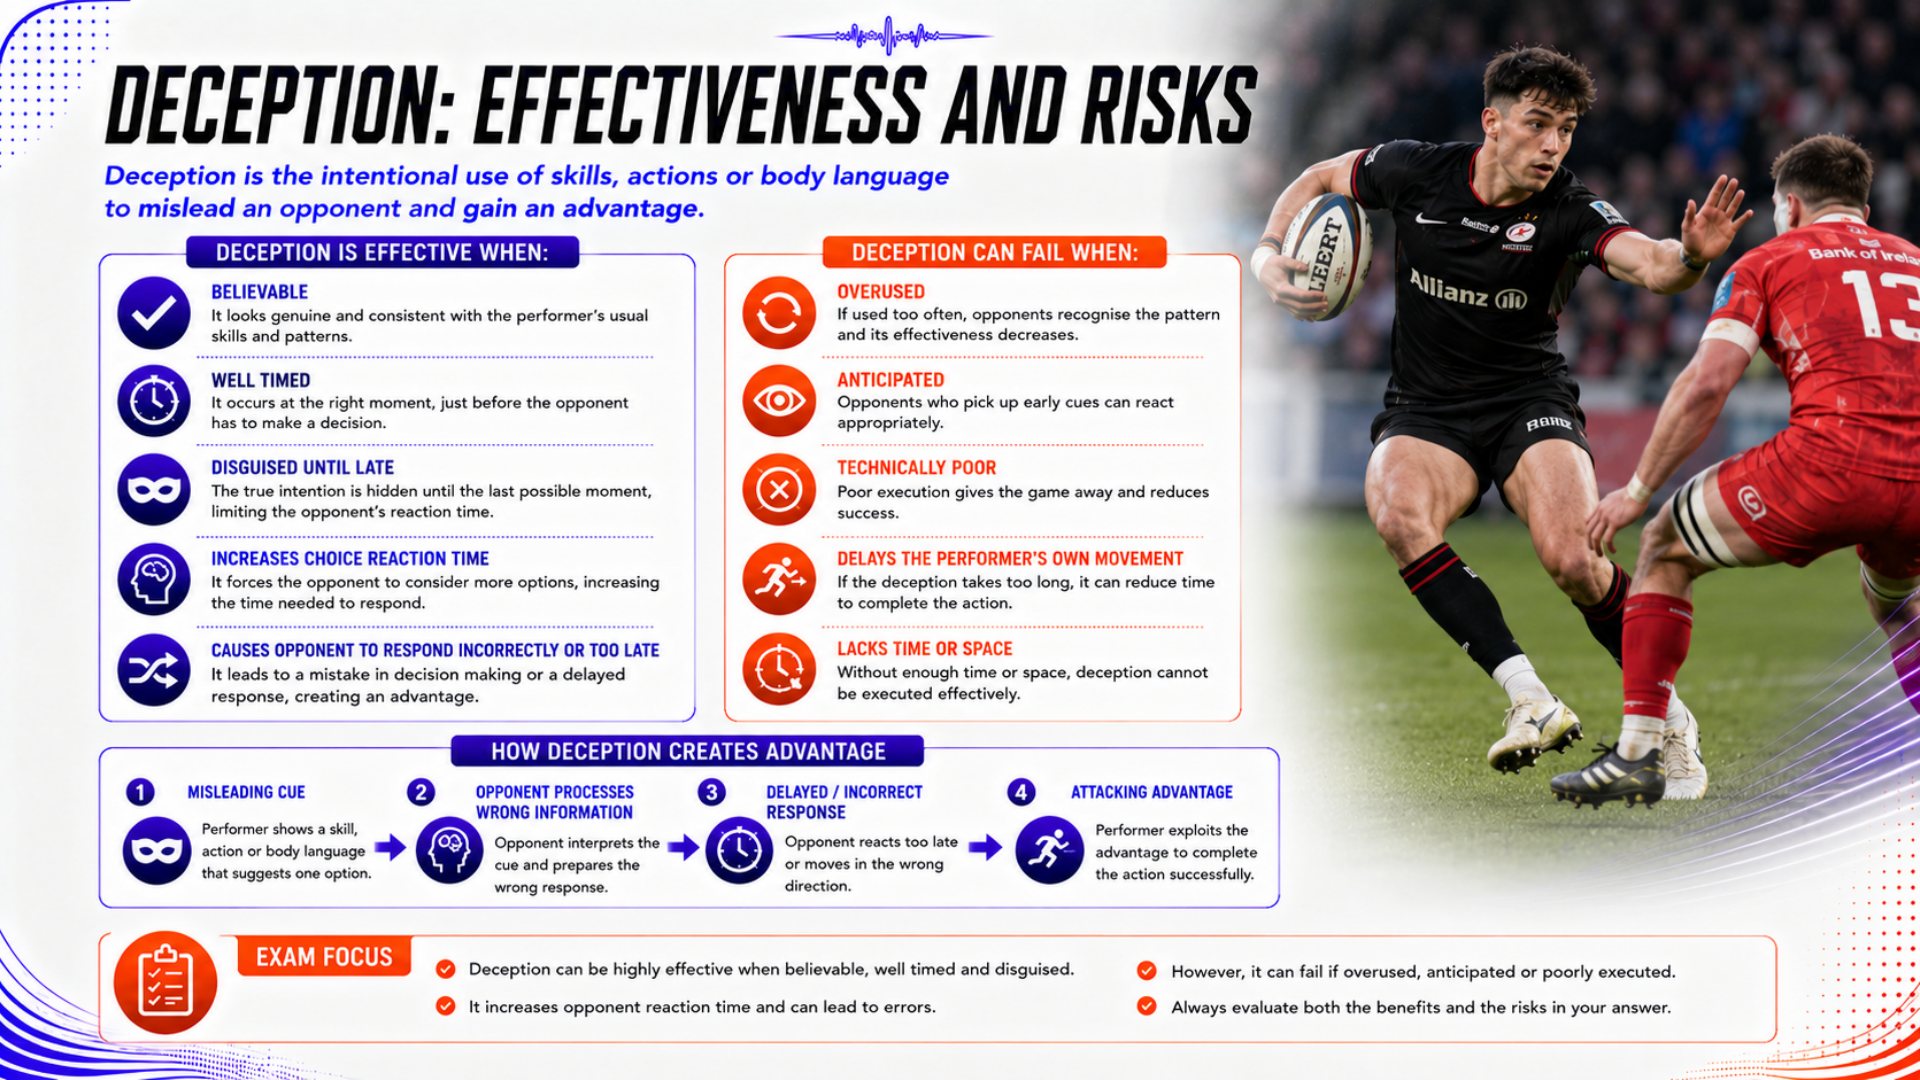 DECEPTION: EFFECTIVENESS AND RISKS
Deception is the intentional use of skills, actions or body language
to mislead an opponent and gain an advantage.
DECEPTION IS EFFECTIVE WHEN:
BELIEVABLE
It looks genuine and consistent with the performer's usual
skills and patterns.
WELL TIMED
It occurs at the right moment, just before the opponent
has to make a decision.
DISGUISED UNTIL LATE
The true intention is hidden until the last possible moment,
limiting the opponent's reaction time.
INCREASES CHOICE REACTION TIME
It forces the opponent to consider more options, increasing
the time needed to respond.
CAUSES OPPONENT TO RESPOND INCORRECTLY OR TOO LATE
It leads to a mistake in decision making or a delayed
response, creating an advantage.
DECEPTION CAN FAIL WHEN:
OVERUSED
If used too often, opponents recognise the pattern
and its effectiveness decreases.
ANTICIPATED
Opponents who pick up early cues can react
appropriately.
TECHNICALLY POOR
Poor execution gives the game away and reduces
success.
DELAYS THE PERFORMER'S OWN MOVEMENT
If the deception takes too long, it can reduce time
to complete the action.
LACKS TIME OR SPACE
Without enough time or space, deception cannot
be executed effectively.
HOW DECEPTION CREATES ADVANTAGE
1
MISLEADING CUE
Performer shows a skill,
action or body language
that suggests one option.
2
OPPONENT PROCESSES
WRONG INFORMATION
Opponent interprets the
cue and prepares the
wrong response.
3
DELAYED / INCORRECT
RESPONSE
Opponent reacts too late
or moves in the wrong
direction.
4
ATTACKING ADVANTAGE
Performer exploits the
advantage to complete
the action successfully.
EXAM FOCUS
Deception can be highly effective when believable, well timed and disguised.
It increases opponent reaction time and can lead to errors.
However, it can fail if overused, anticipated or poorly executed.
Always evaluate both the benefits and the risks in your answer.
Allianz
LEERT
Bank of Irela
13